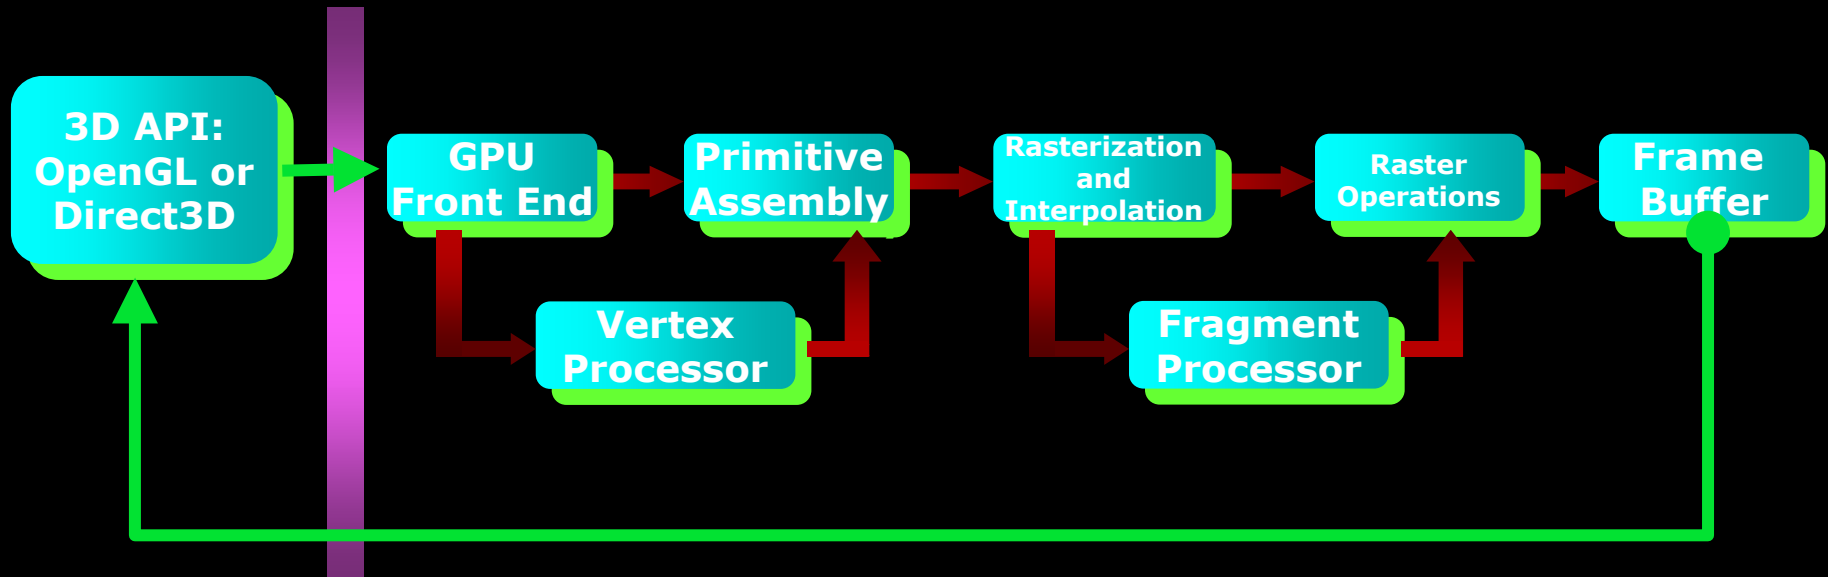 3D API:
OpenGL or
Direct3D
GPU
Front End
Primitive
Assembly
Rasterization
and
Interpolation
Raster
Operations
Frame
Buffer
Vertex
Processor
Fragment
Processor